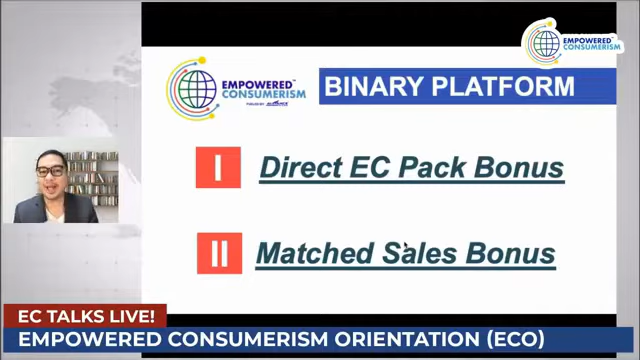 EMPOWERED
CONSUMERISM
EMPOWERED
CONSUMERISM
BINARY PLATFORM
I Direct EC Pack Bonus
II Matched Sales Bonus
EC TALKS LIVE!
EMPOWERED CONSUMERISM ORIENTATION (ECO)